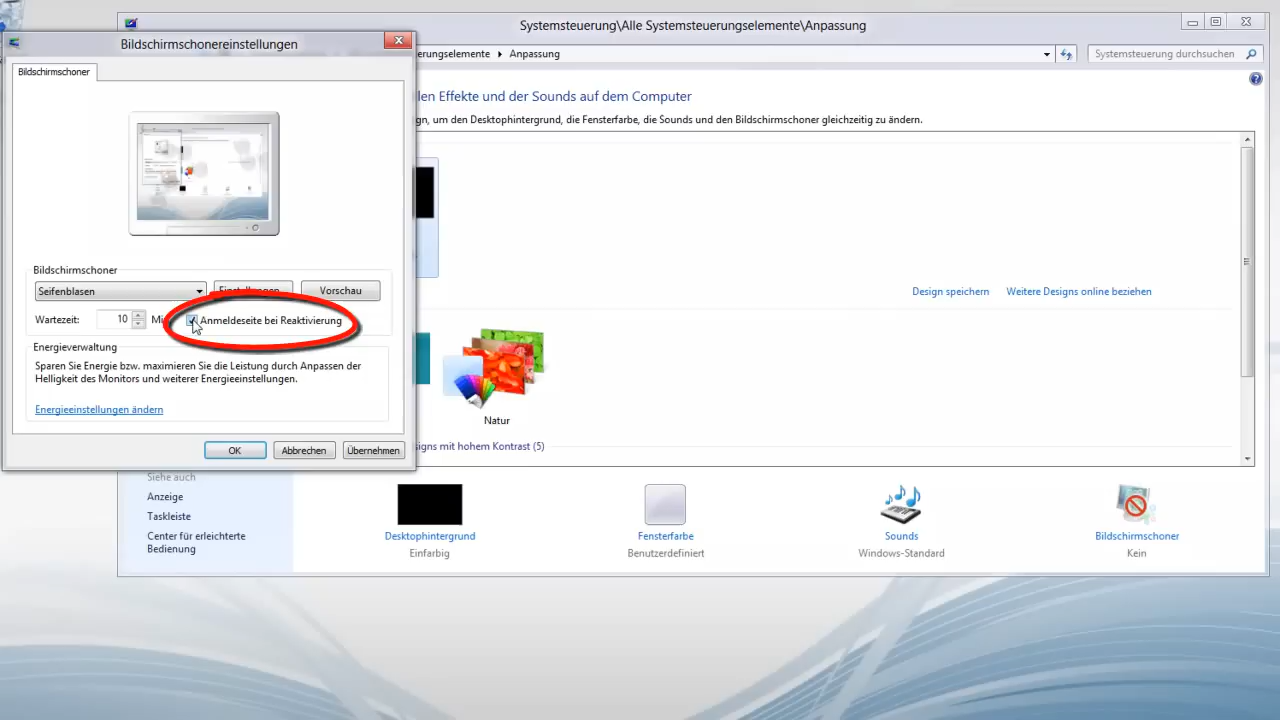 Systemsteuerung\Alle Systemsteuerungselemente\Anpassung
Bildschirmschonereinstellungen
Anpassung
Systemsteuerung durchsuchen
Bildschirmschoner
len Effekte und der Sounds auf dem Computer
gn, um den Desktophintergrund, die Fensterfarbe, die Sounds und den Bildschirmschoner gleichzeitig zu ändern.
Bildschirmschoner
Seifenblasen
Einstellungen...
Vorschau
Design speichern
Weitere Designs online beziehen
Wartezeit:
10
Anmeldeseite bei Reaktivierung
Energieverwaltung
Sparen Sie Energie bzw. maximieren Sie die Leistung durch Anpassen der
Helligkeit des Monitors und weiterer Energieeinstellungen.
Energieeinstellungen ändern
Natur
signs mit hohem Kontrast (5)
OK
Abbrechen
Übernehmen
Siehe auch
Anzeige
Taskleiste
Center für erleichterte
Bedienung
Desktophintergrund
Einfarbig
Fensterfarbe
Benutzerdefiniert
Sounds
Windows-Standard
Bildschirmschoner
Kein